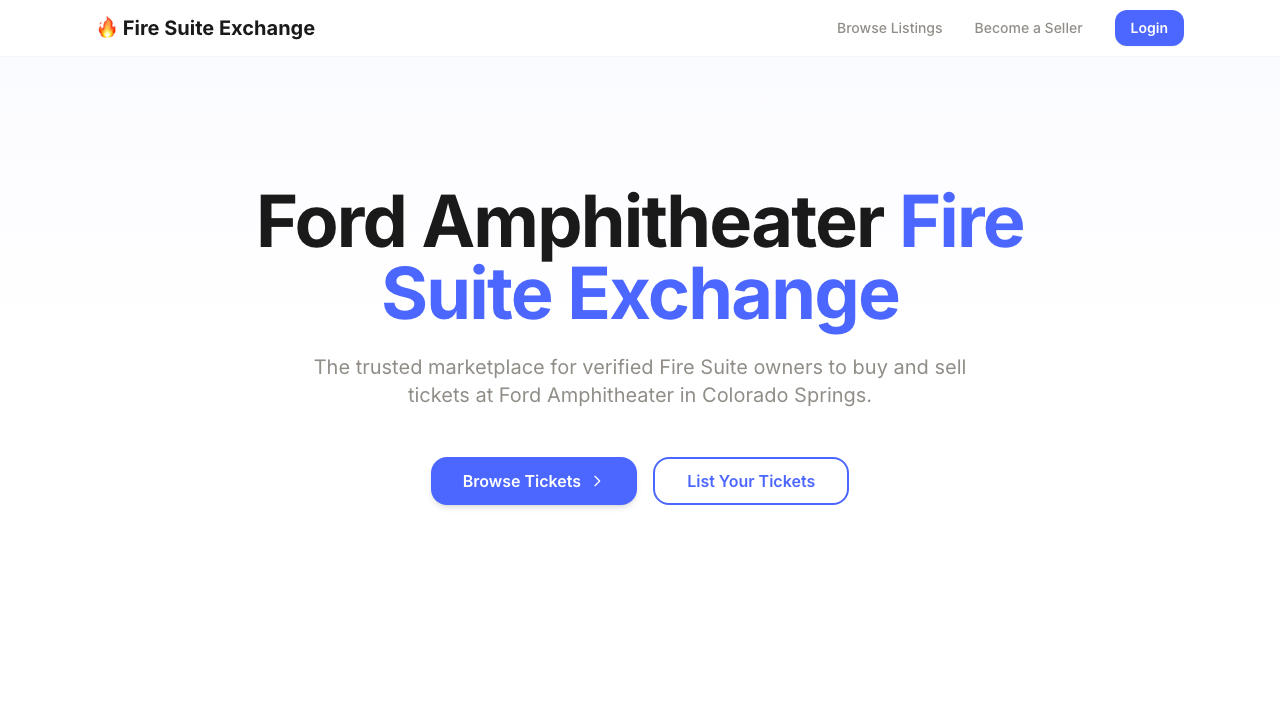 🔥 Fire Suite Exchange
Browse Listings
Become a Seller
Login
Ford Amphitheater Fire
Suite Exchange
The trusted marketplace for verified Fire Suite owners to buy and sell
tickets at Ford Amphitheater in Colorado Springs.
Browse Tickets
List Your Tickets